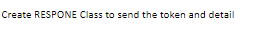 Create RESPONE Class to send the token and detail